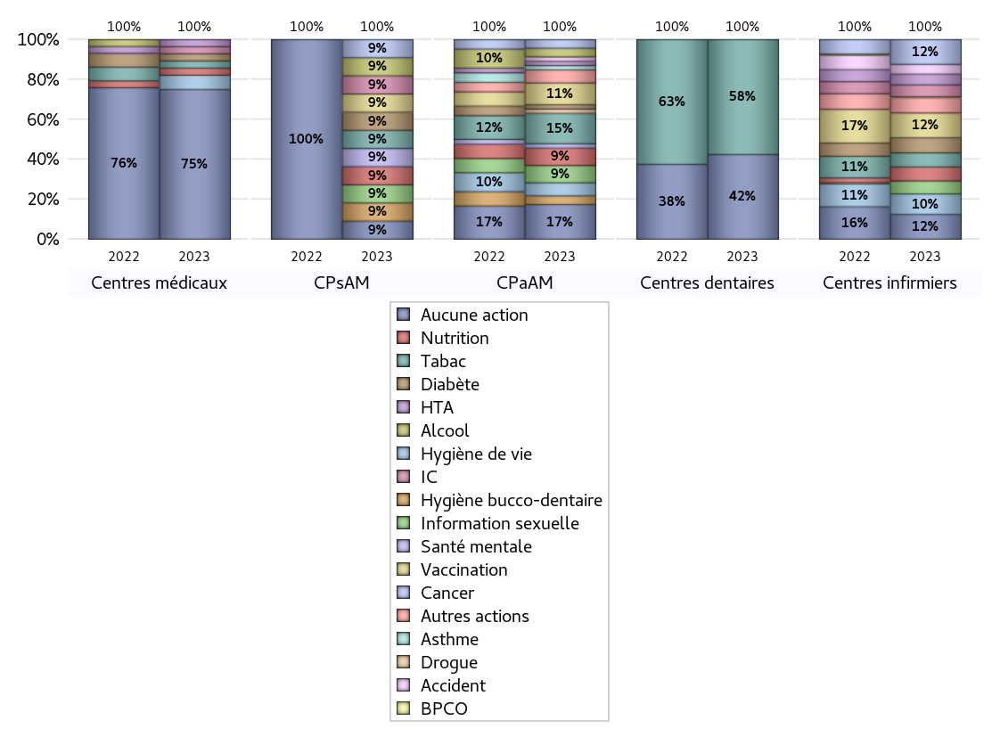 100% 100% 100% 100% 100% 100% 100% 100% 100% 100%
100%
80%
60%
40%
20%
0%
76% 75%
100%
9%
9%
9%
9%
9%
9%
9%
9%
9%
9%
9%
10%
12%
10%
17%
11%
15%
9%
9%
17%
63%
38%
58%
42%
17%
11%
11%
16%
12%
12%
10%
12%
2022 2023 2022 2023 2022 2023 2022 2023 2022 2023
Centres médicaux CPsAM CPaAM Centres dentaires Centres infirmiers
Aucune action
Nutrition
Tabac
Diabète
HTA
Alcool
Hygiène de vie
IC
Hygiène bucco-dentaire
Information sexuelle
Santé mentale
Vaccination
Cancer
Autres actions
Asthme
Drogue
Accident
BPCO